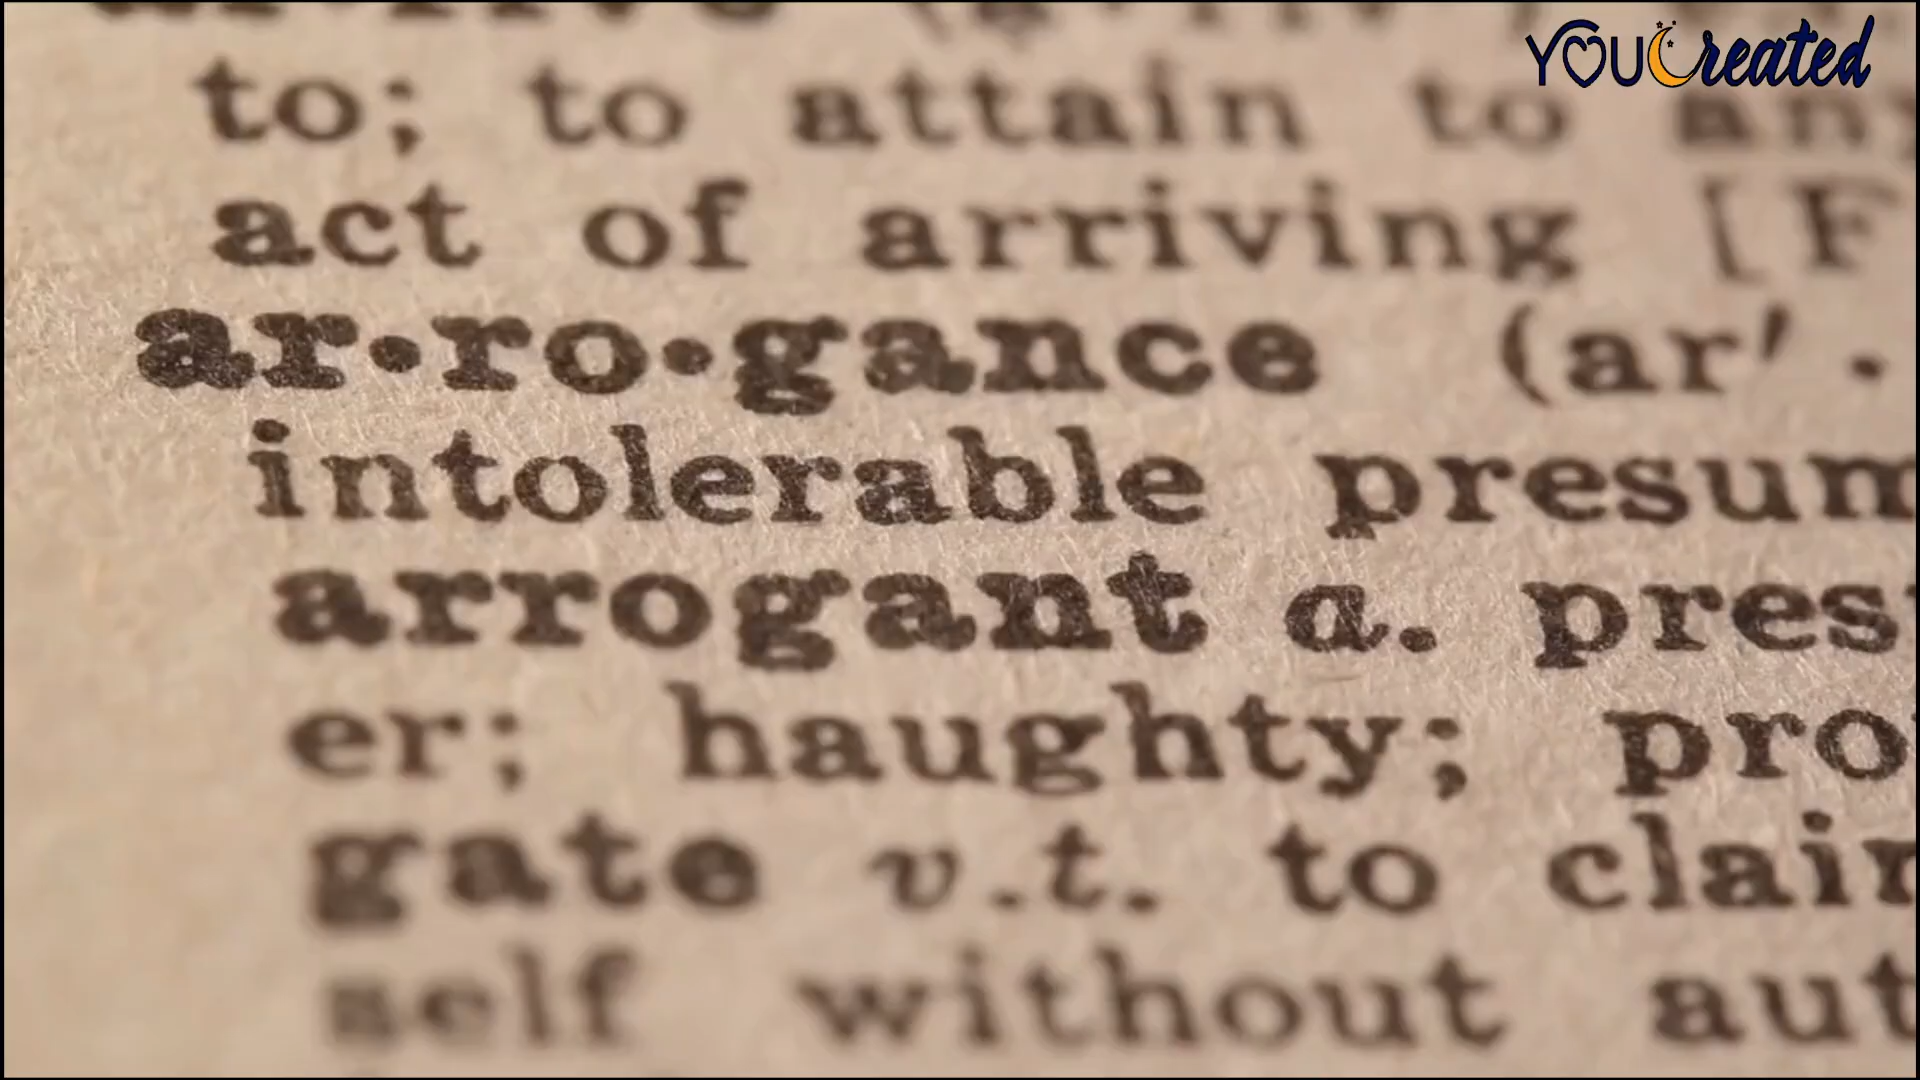 YOUCreated
to; to attain to
act of arriving [F
ar·ro·gance (ar' ·
intolerable presum
arrogant a. pres
er; haughty; pro
gate v.t. to clai
self without aut